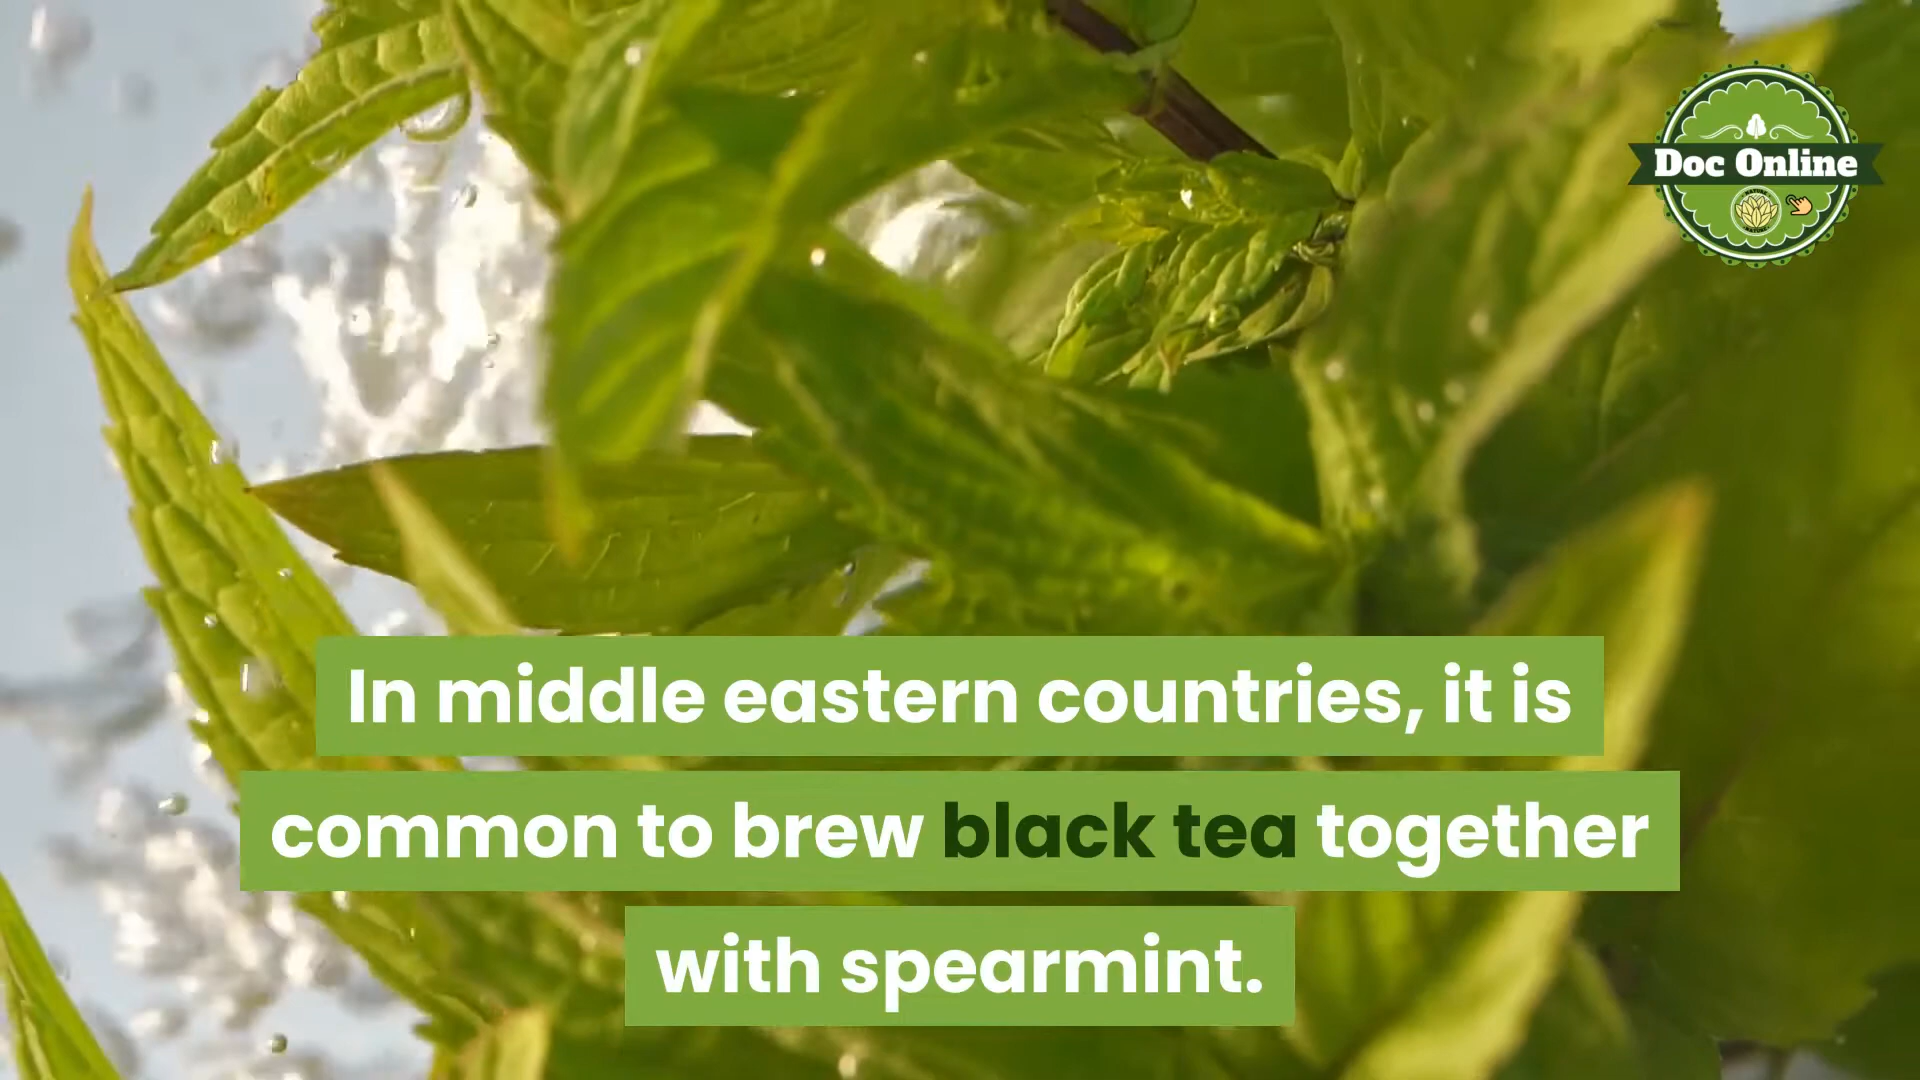 Doc Online
In middle eastern countries, it is
common to brew black tea together
with spearmint.